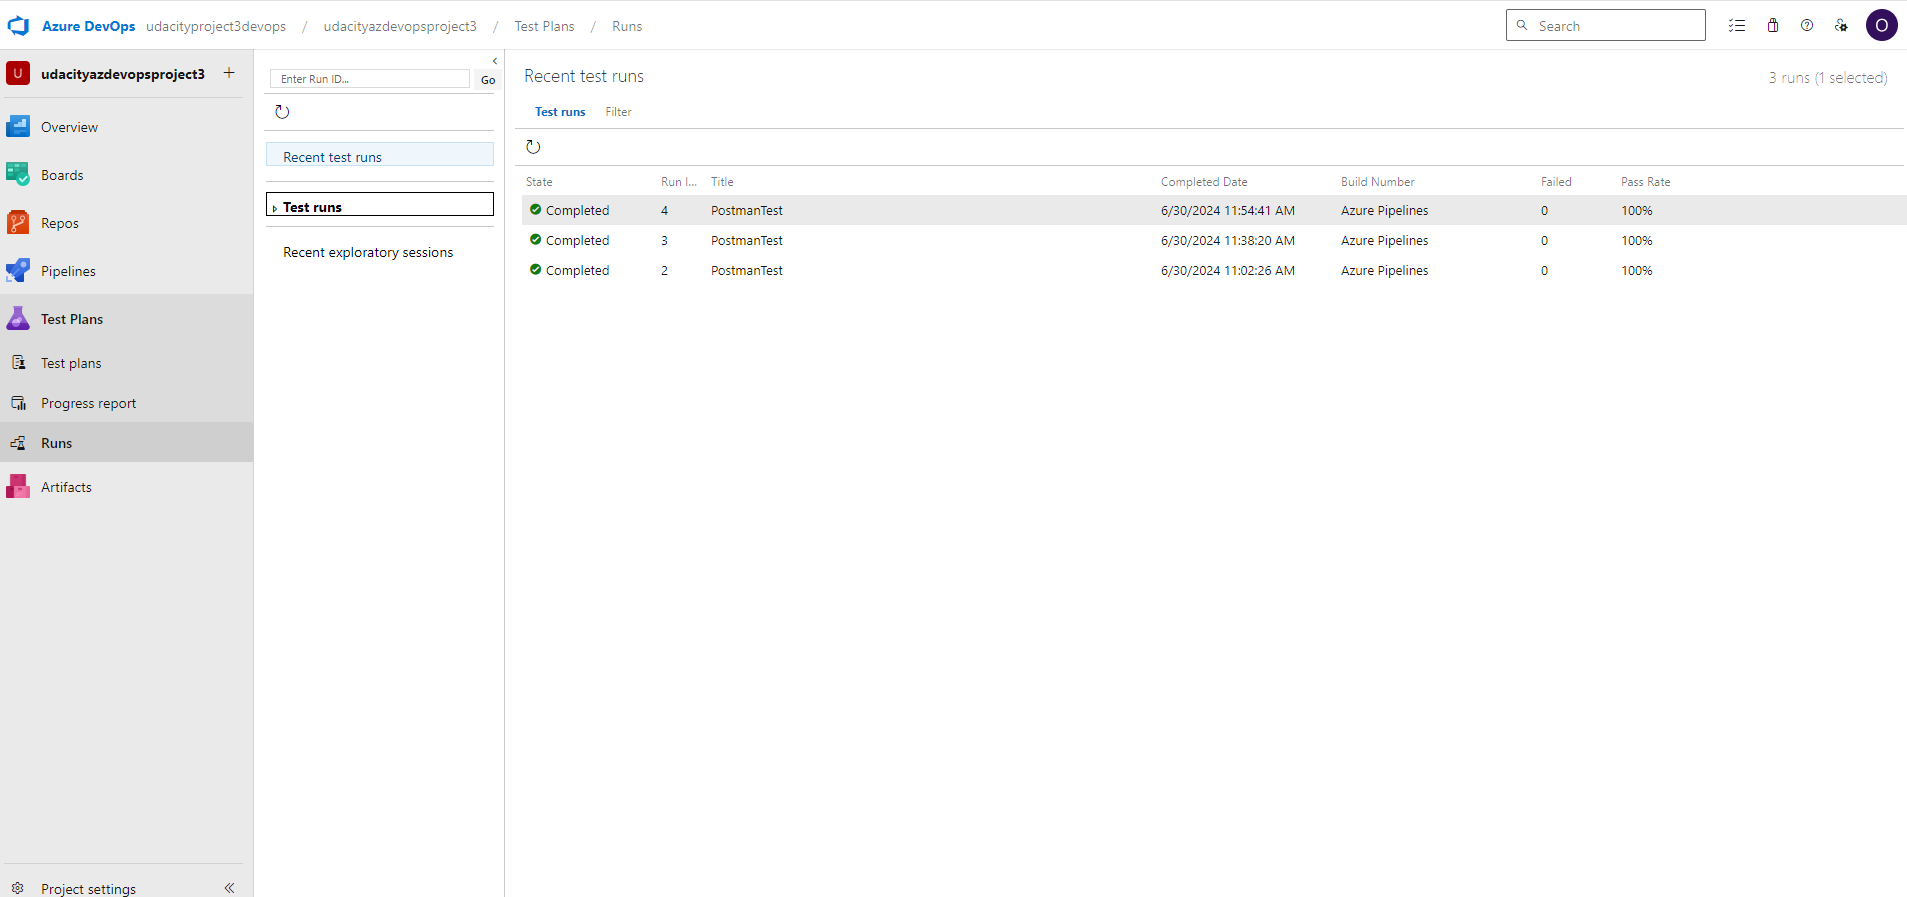 Azure DevOps udacityproject3devops / udacityazdevopsproject3 / Test Plans / Runs
Search
O
U udacityazdevopsproject3 +
Overview
Boards
Repos
Pipelines
Test Plans
Test plans
Progress report
Runs
Artifacts
Project settings
Enter Run ID...
Go
Recent test runs
Test runs
Recent exploratory sessions
Recent test runs
3 runs (1 selected)
Test runs Filter
State Run I... Title Completed Date Build Number Failed Pass Rate
Completed 4 PostmanTest 6/30/2024 11:54:41 AM Azure Pipelines 0 100%
Completed 3 PostmanTest 6/30/2024 11:38:20 AM Azure Pipelines 0 100%
Completed 2 PostmanTest 6/30/2024 11:02:26 AM Azure Pipelines 0 100%